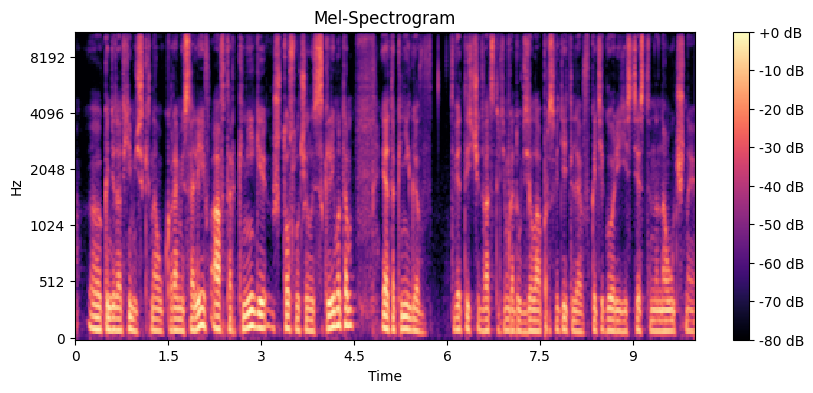 Mel-Spectrogram
Hz
8192
4096
2048
1024
512
0
0 1.5 3 4.5 6 7.5 9
Time
+0 dB
-10 dB
-20 dB
-30 dB
-40 dB
-50 dB
-60 dB
-70 dB
-80 dB